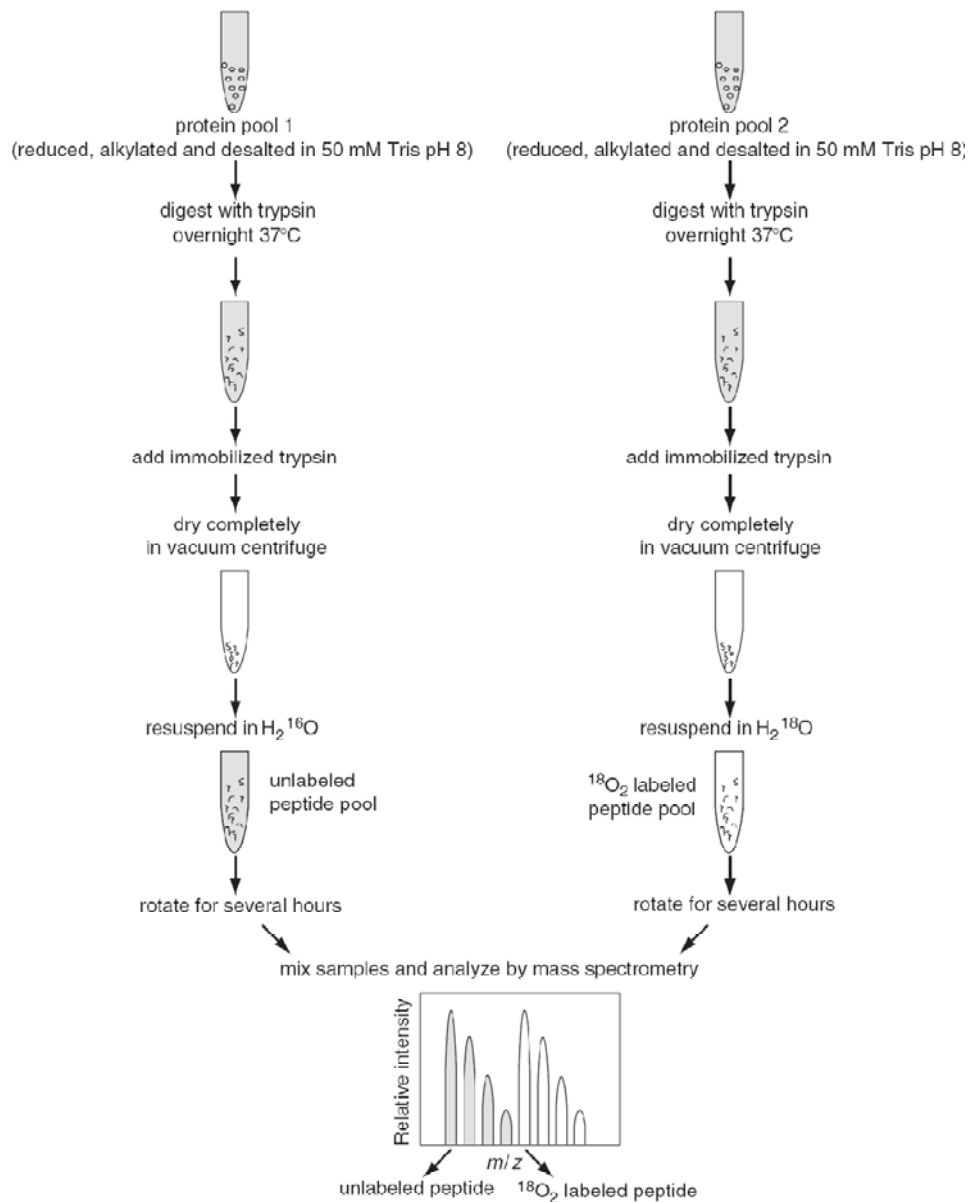 protein pool 1
(reduced, alkylated and desalted in 50 mM Tris pH 8)
digest with trypsin
overnight 37°C
add immobilized trypsin
dry completely
in vacuum centrifuge
resuspend in H₂¹⁶O
unlabeled
peptide pool
rotate for several hours
protein pool 2
(reduced, alkylated and desalted in 50 mM Tris pH 8)
digest with trypsin
overnight 37°C
add immobilized trypsin
dry completely
in vacuum centrifuge
resuspend in H₂¹⁸O
¹⁸O₂ labeled
peptide pool
rotate for several hours
mix samples and analyze by mass spectrometry
Relative intensity
m/z
unlabeled peptide
¹⁸O₂ labeled peptide